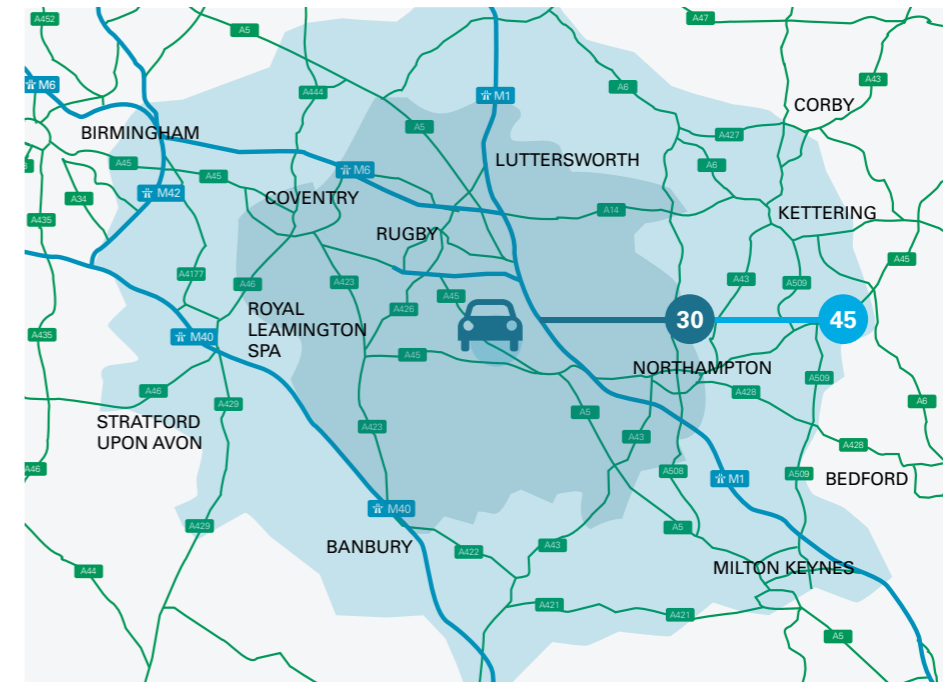 A452
A5
A47
M1
A6
A43
M6
A444
CORBY
A5
A427
BIRMINGHAM
LUTTERSWORTH
A45
A45
M6
A6
A34
M42
COVENTRY
A14
KETTERING
A435
RUGBY
A45
A4177
A46
A423
A43
A509
A45
A426
ROYAL
LEAMINGTON
SPA
30
45
A435
M40
A45
NORTHAMPTON
A46
A429
A428
A509
A6
STRATFORD
UPON AVON
A5
A423
A43
A428
A46
A508
M1
A509
BEDFORD
M40
A429
A5
BANBURY
A422
A43
A44
MILTON KEYNES
A421
A421
A5